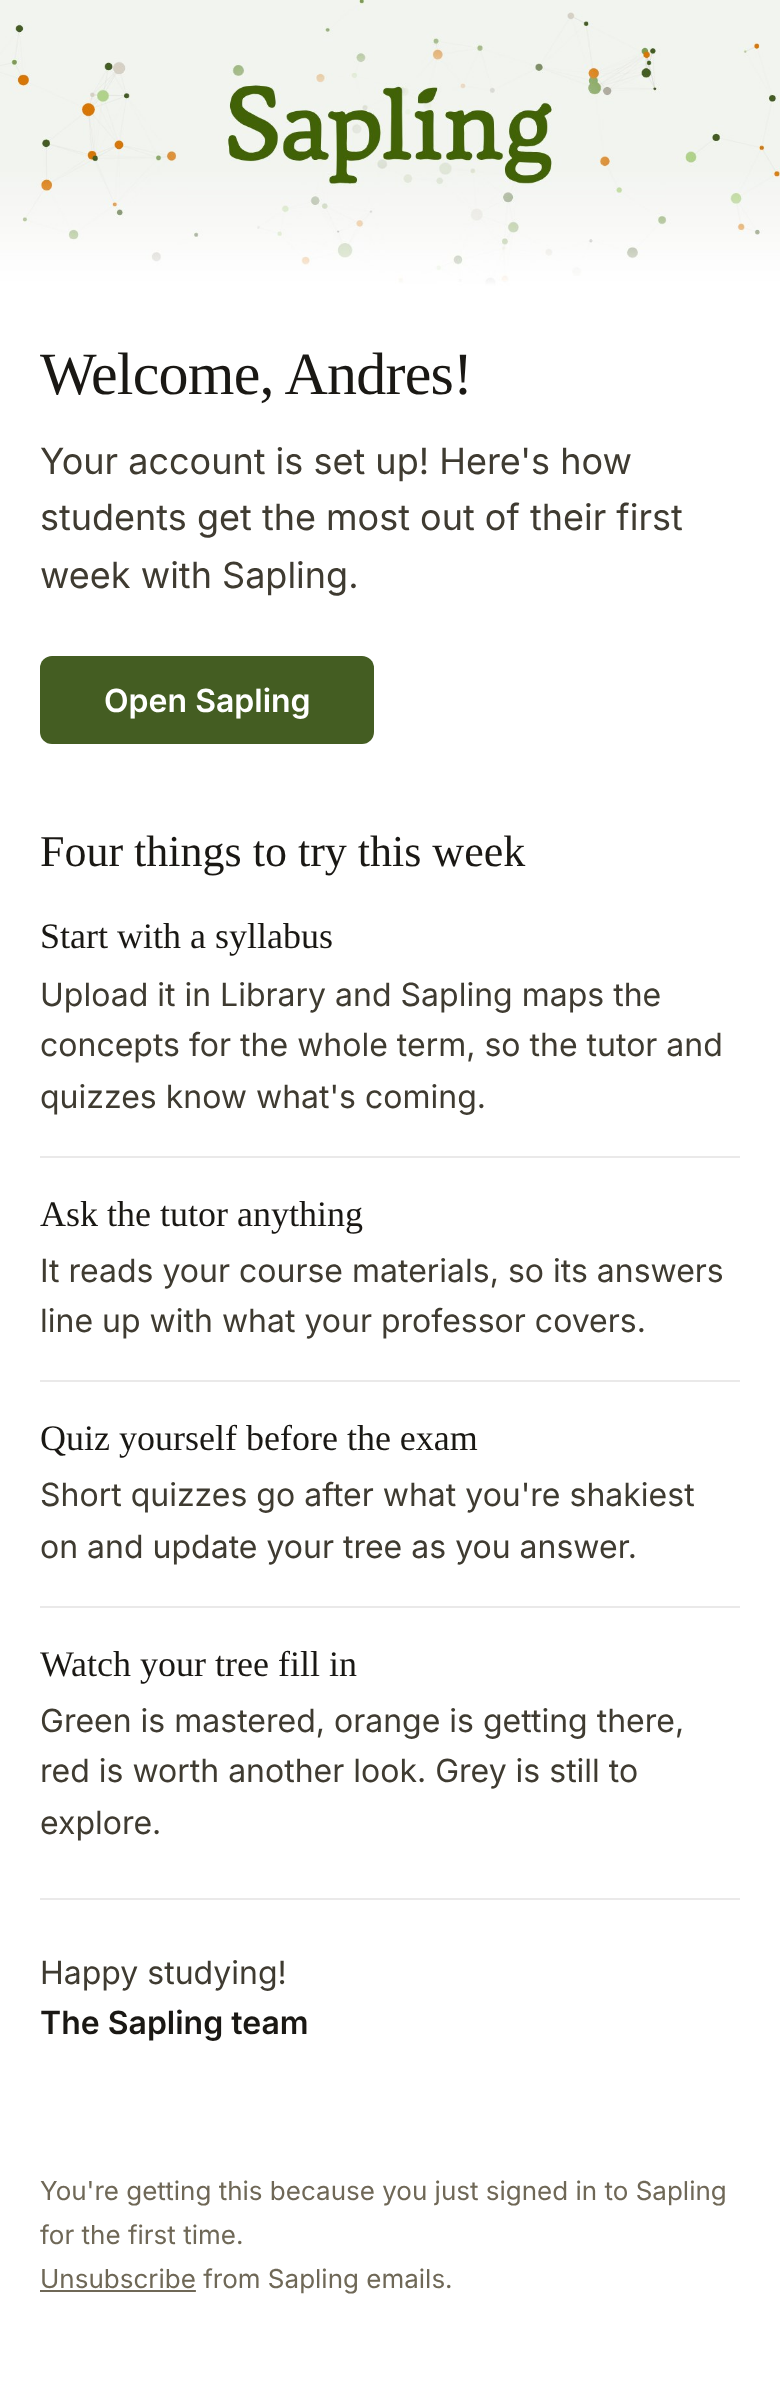 Sapling
Welcome, Andres!
Your account is set up! Here's how
students get the most out of their first
week with Sapling.
Open Sapling
Four things to try this week
Start with a syllabus
Upload it in Library and Sapling maps the
concepts for the whole term, so the tutor and
quizzes know what's coming.
Ask the tutor anything
It reads your course materials, so its answers
line up with what your professor covers.
Quiz yourself before the exam
Short quizzes go after what you're shakiest
on and update your tree as you answer.
Watch your tree fill in
Green is mastered, orange is getting there,
red is worth another look. Grey is still to
explore.
Happy studying!
The Sapling team
You're getting this because you just signed in to Sapling
for the first time.
Unsubscribe from Sapling emails.